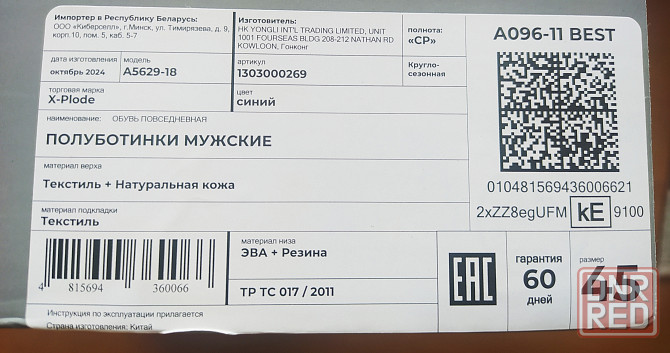 Импортер в Республику Беларусь:
ООО «Киберселл», г.Минск, ул. Тимирязева, д. 9,
корп.10, пом. 5, каб. 5-7
Изготовитель:
HK YONGLI INT'L TRADING LIMITED, UNIT
1001 FOURSEAS BLDG 208-212 NATHAN RD
KOWLOON, Гонконг
полнота:
«СР»
A096-11 BEST
дата изготовления
октябрь 2024
модель
A5629-18
артикул
1303000269
Кругло-
сезонная
торговая марка
X-Plode
цвет
синий
наименование: ОБУВЬ ПОВСЕДНЕВНАЯ
ПОЛУБОТИНКИ МУЖСКИЕ
материал верха
Текстиль + Натуральная кожа
010481569436006621
2xZZ8egUFM kE 9100
материал подкладки
Текстиль
материал низа
ЭВА + Резина
4 815694 360066
ТР ТС 017 / 2011
EAC
гарантия
60
дней
размер
45
Инструкция по эксплуатации прилагается
Страна изготовления: Китай
DNR
RED